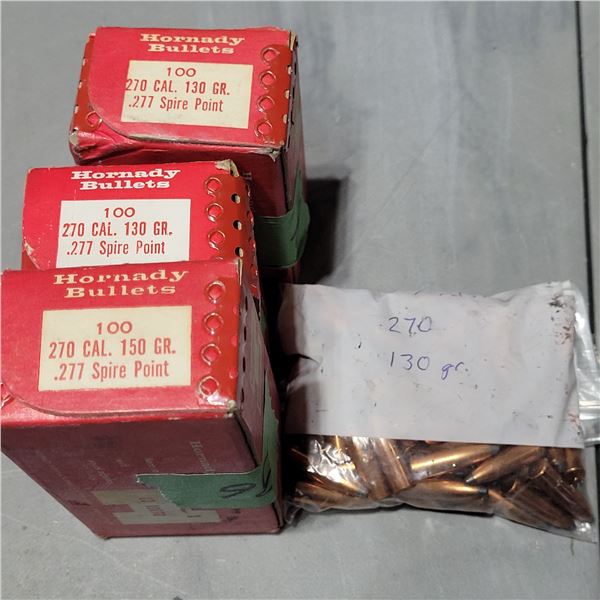 Hornady
Bullets
100
270 CAL. 130 GR.
.277 Spire Point
Hornady
Bullets
100
270 CAL. 130 GR.
.277 Spire Point
Hornady
Bullets
100
270 CAL. 150 GR.
.277 Spire Point
270
130 gr.
Hornady